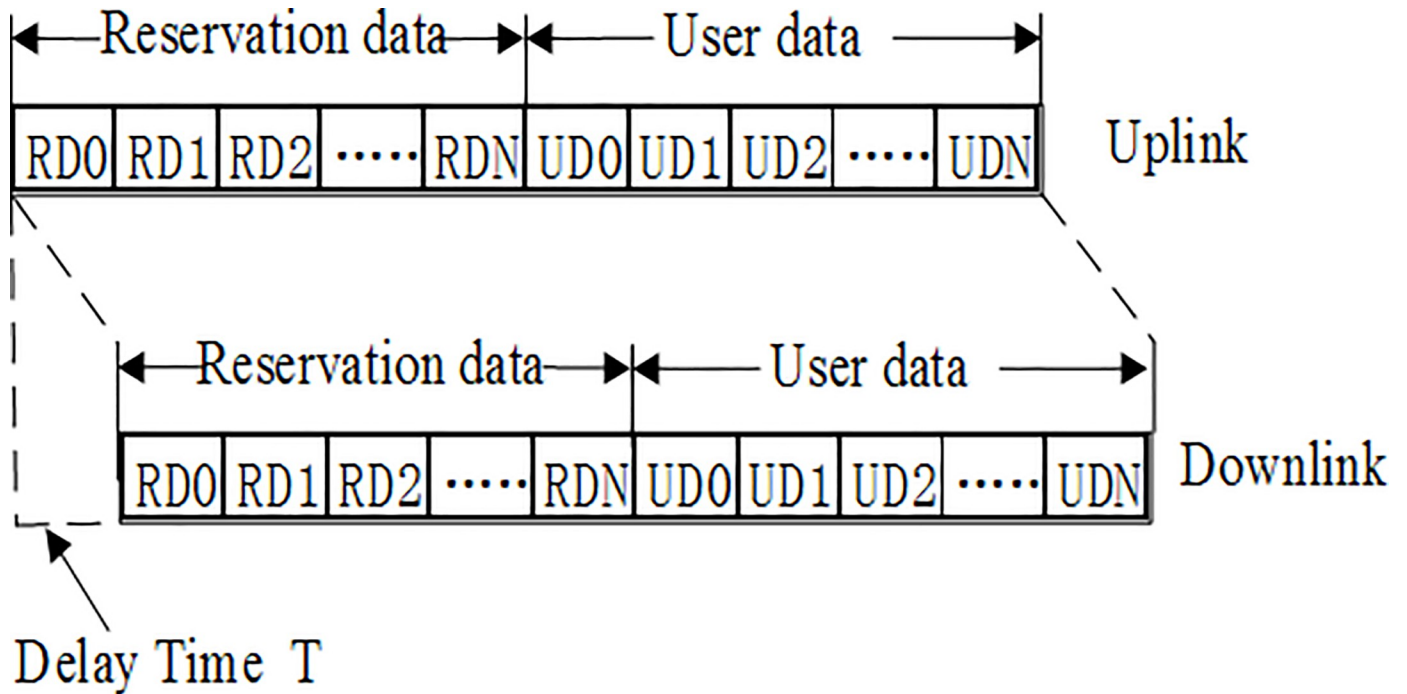 Reservation data User data
RD0 RD1 RD2 ····· RDN UD0 UD1 UD2 ····· UDN Uplink
Reservation data User data
RD0 RD1 RD2 ····· RDN UD0 UD1 UD2 ····· UDN Downlink
Delay Time T